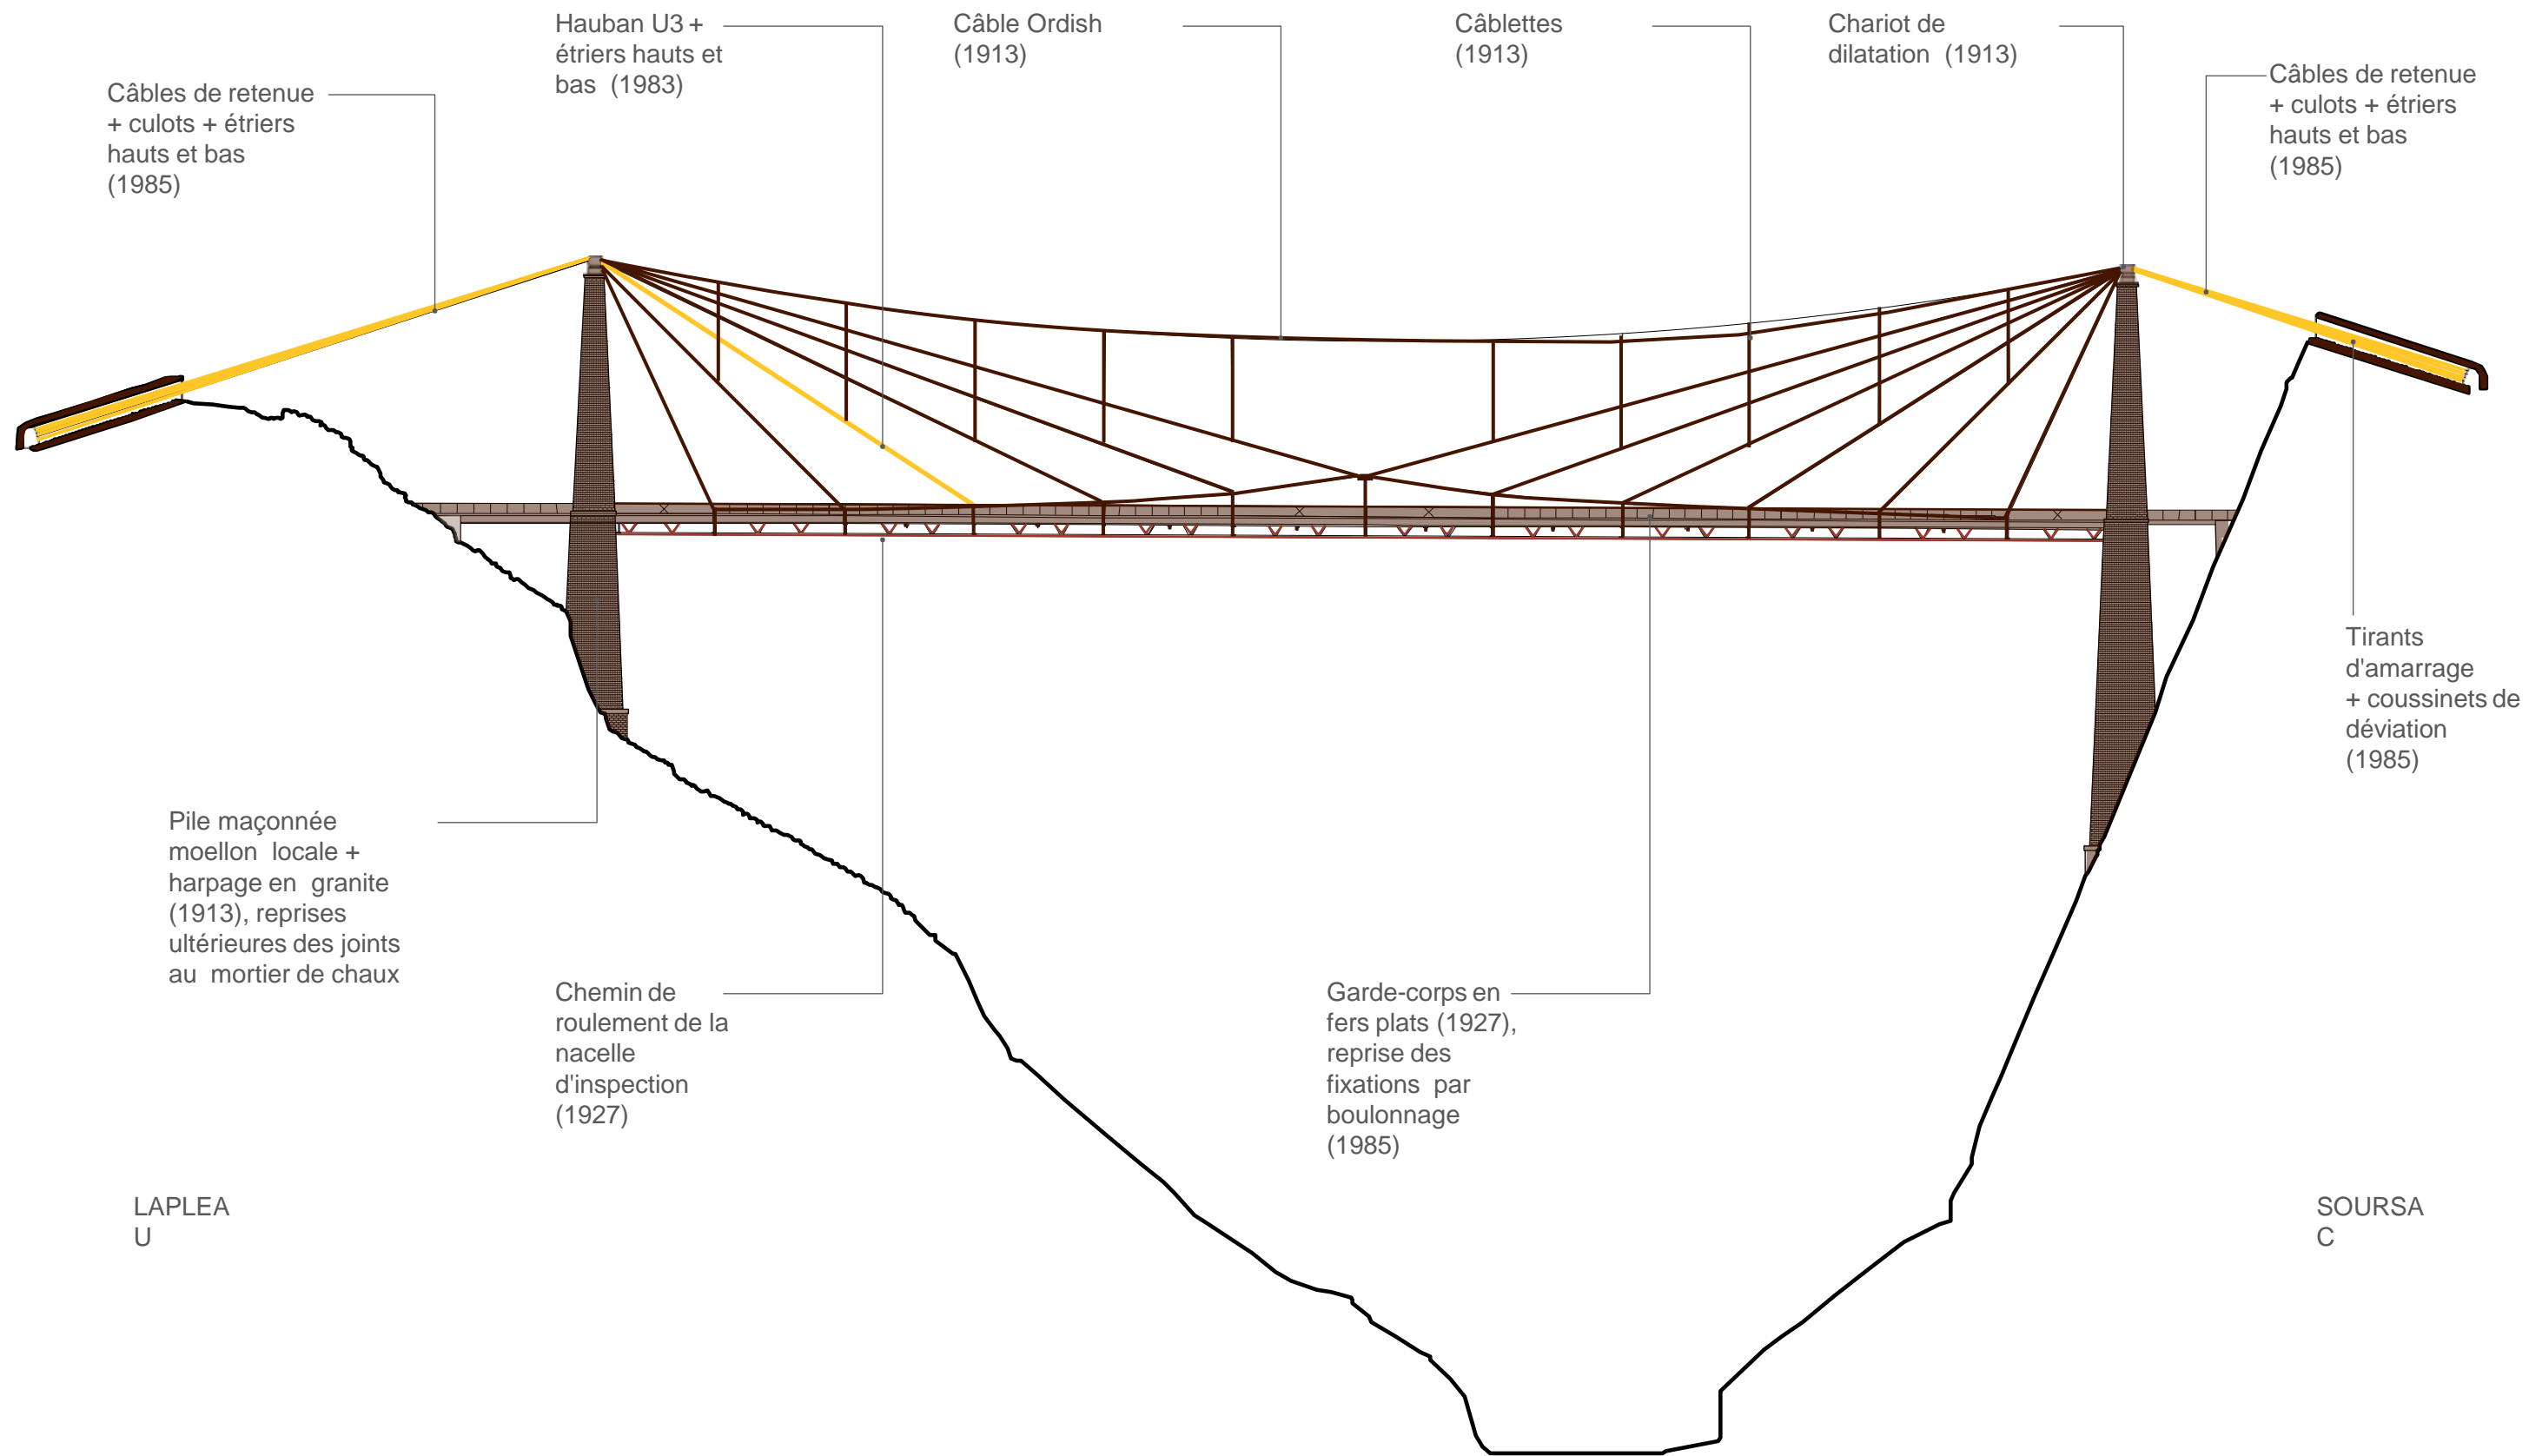 Hauban U3 +
étriers hauts et
bas (1983)
Câble Ordish
(1913)
Câblettes
(1913)
Chariot de
dilatation (1913)
Câbles de retenue
+ culots + étriers
hauts et bas
(1985)
Câbles de retenue
+ culots + étriers
hauts et bas
(1985)
Tirants
d'amarrage
+ coussinets de
déviation
(1985)
Pile maçonnée
moellon locale +
harpage en granite
(1913), reprises
ultérieures des joints
au mortier de chaux
Chemin de
roulement de la
nacelle
d'inspection
(1927)
Garde-corps en
fers plats (1927),
reprise des
fixations par
boulonnage
(1985)
LAPLEA
U
SOURSA
C